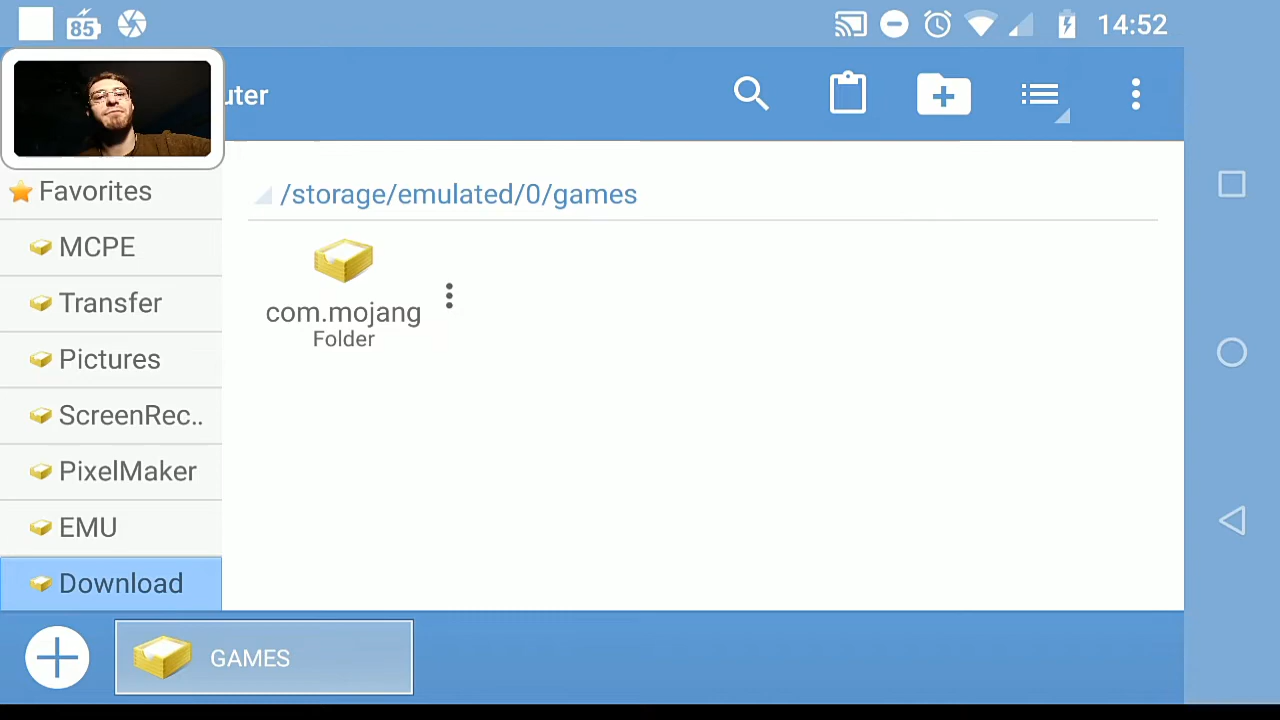 85
14:52
uter
Favorites
MCPE
Transfer
Pictures
ScreenRec..
PixelMaker
EMU
Download
/storage/emulated/0/games
com.mojang
Folder
GAMES